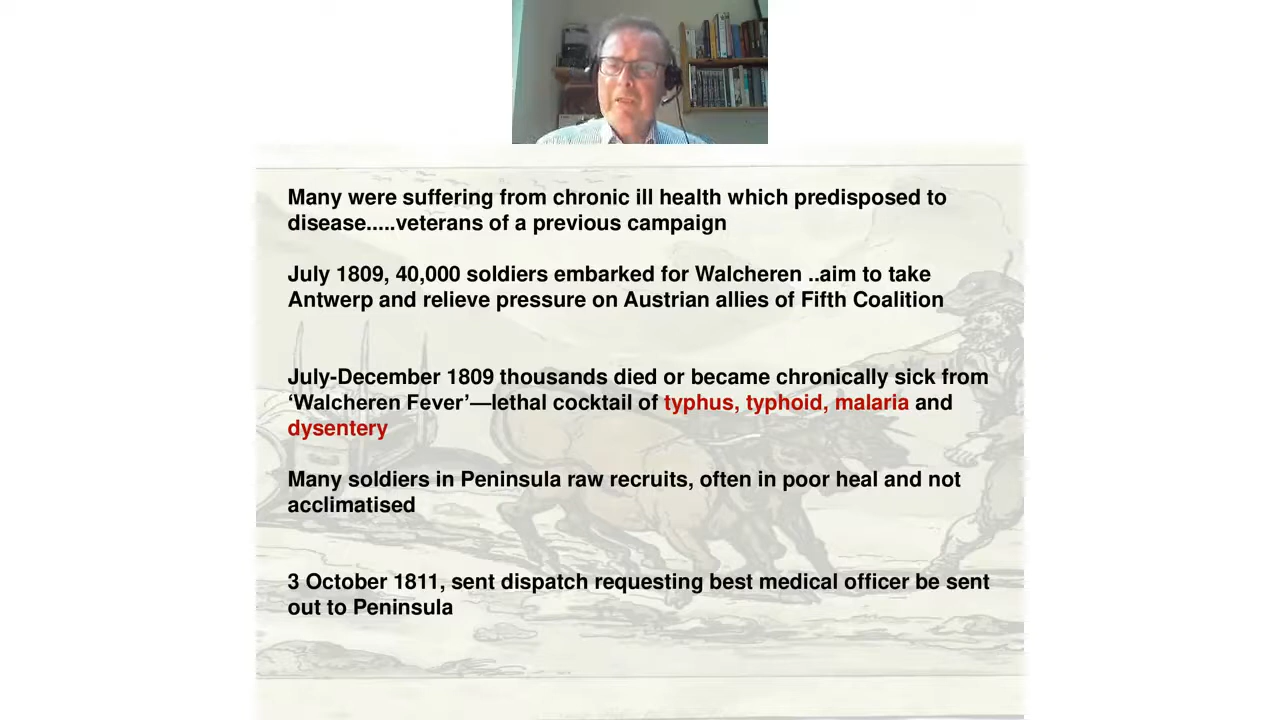 Many were suffering from chronic ill health which predisposed to
disease.....veterans of a previous campaign
July 1809, 40,000 soldiers embarked for Walcheren ..aim to take
Antwerp and relieve pressure on Austrian allies of Fifth Coalition
July-December 1809 thousands died or became chronically sick from
‘Walcheren Fever’—lethal cocktail of typhus, typhoid, malaria and
dysentery
Many soldiers in Peninsula raw recruits, often in poor heal and not
acclimatised
3 October 1811, sent dispatch requesting best medical officer be sent
out to Peninsula